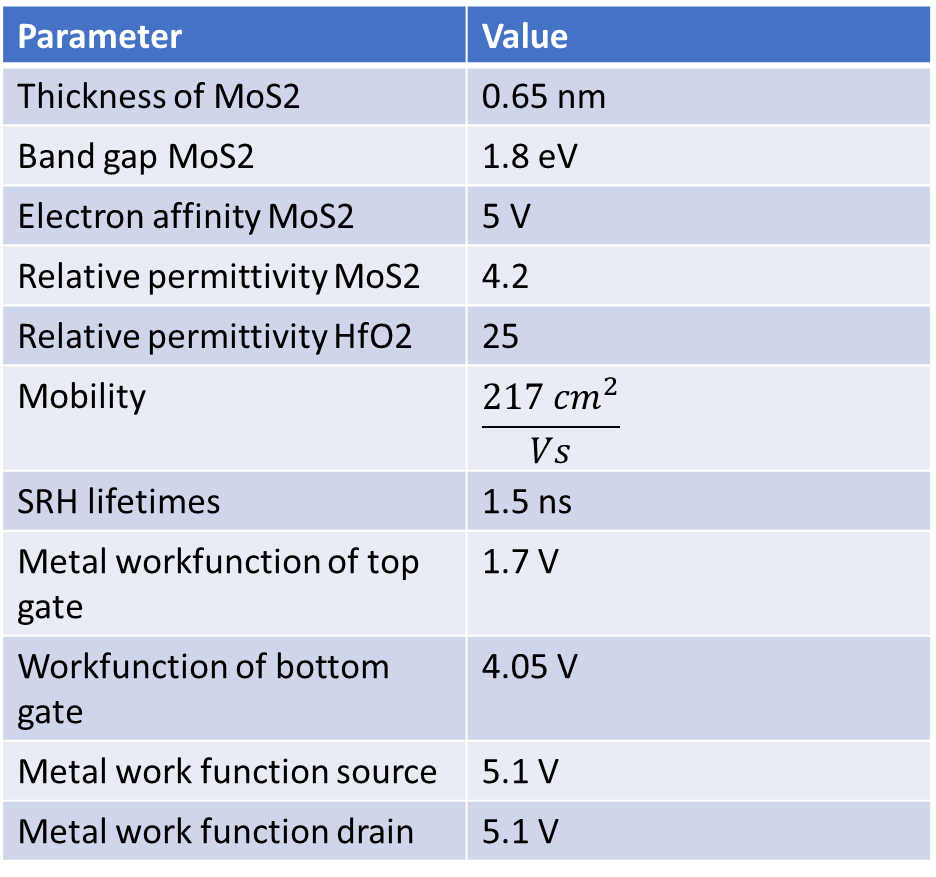 Parameter Value
Thickness of MoS2 0.65 nm
Band gap MoS2 1.8 eV
Electron affinity MoS2 5 V
Relative permittivity MoS2 4.2
Relative permittivity HfO2 25
Mobility 217 cm²
Vs
SRH lifetimes 1.5 ns
Metal workfunction of top 1.7 V
gate
Workfunction of bottom 4.05 V
gate
Metal work function source 5.1 V
Metal work function drain 5.1 V